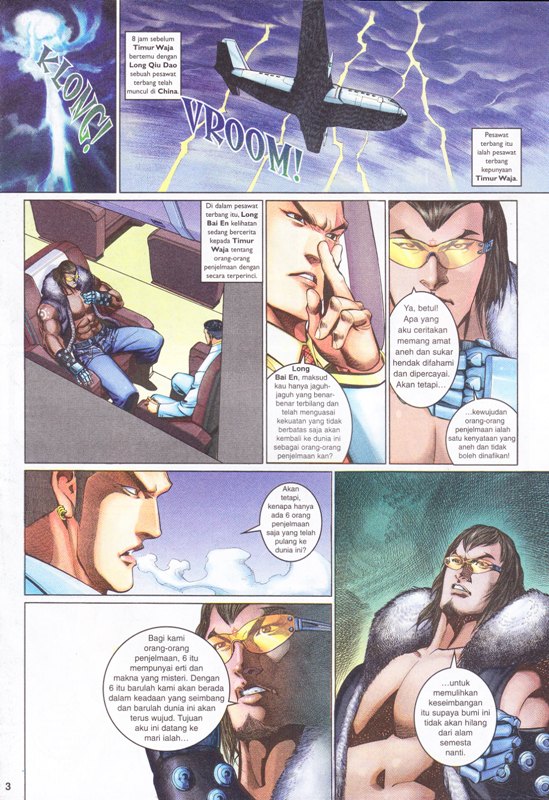 KLONG!
8 jam sebelum
Timur Waja
bertemu dengan
Long Qiu Dao
sebuah pesawat
terbang telah
muncul di China.
VROOM!
Pesawat
terbang itu
ialah pesawat
terbang
kepunyaan
Timur Waja.
Di dalam pesawat
terbang itu, Long
Bai En kelihatan
sedang bercerita
kepada Timur
Waja tentang
orang-orang
penjelmaan dengan
secara terperinci.
Long
Bai En, maksud
kau hanya jaguh-
jaguh yang benar-
benar terbilang dan
telah menguasai
kekuatan yang tidak
terbatas saja akan
kembali ke dunia ini
sebagai orang-orang
penjelmaan kan?
Ya, betul!
Apa yang
aku ceritakan
memang amat
aneh dan sukar
hendak difahami
dan dipercayai.
Akan tetapi...
...kewujudan
orang-orang
penjelmaan ialah
satu kenyataan yang
aneh dan tidak
boleh dinafikan!
Akan
tetapi,
kenapa hanya
ada 6 orang
penjelmaan
saja yang telah
pulang ke
dunia ini?
Bagi kami
orang-orang
penjelmaan, 6 itu
mempunyai erti dan
makna yang misteri. Dengan
6 itu barulah kami akan berada
dalam keadaan yang seimbang
dan barulah dunia ini akan
terus wujud. Tujuan
aku ini datang ke
mari ialah...
...untuk
memulihkan
keseimbangan
itu supaya bumi ini
tidak akan hilang
dari alam
semesta
nanti.
3